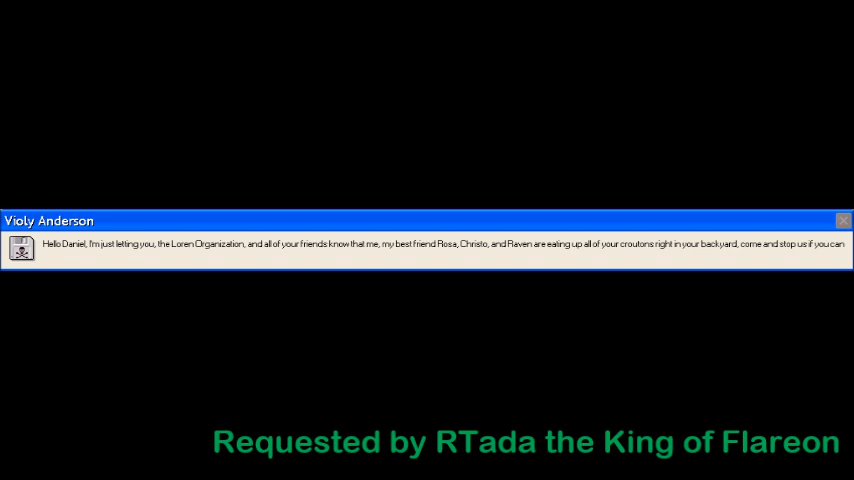 Violy Anderson
Hello Daniel, I'm just letting you, the Loren Organization, and all of your friends know that me, my best friend Rosa, Christo, and Raven are eating up all of your croutons right in your backyard, come and stop us if you can
Requested by RTada the King of Flareon